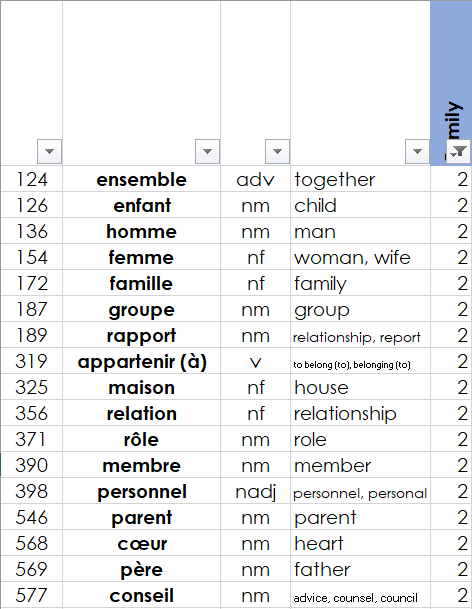 mily
124 ensemble adv together 2
126 enfant nm child 2
136 homme nm man 2
154 femme nf woman, wife 2
172 famille nf family 2
187 groupe nm group 2
189 rapport nm relationship, report 2
319 appartenir (à) v to belong (to), belonging (to) 2
325 maison nf house 2
356 relation nf relationship 2
371 rôle nm role 2
390 membre nm member 2
398 personnel nadj personnel, personal 2
546 parent nm parent 2
568 cœur nm heart 2
569 père nm father 2
577 conseil nm advice, counsel, council 2